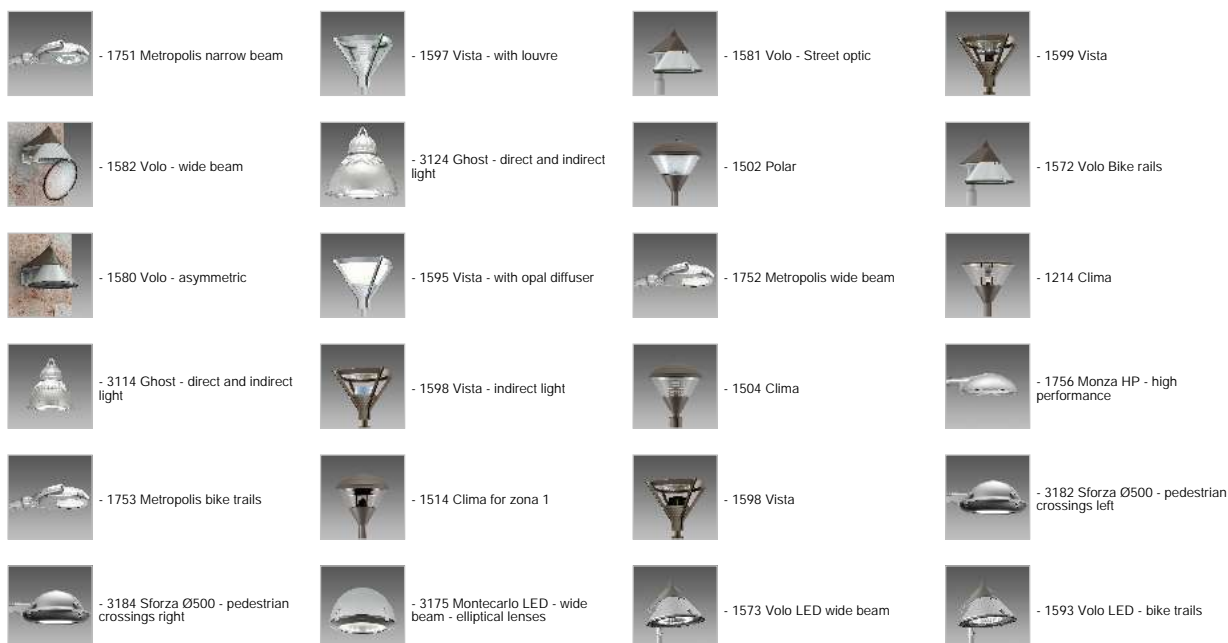 - 1751 Metropolis narrow beam
- 1597 Vista - with louvre
- 1581 Volo - Street optic
- 1599 Vista
- 1582 Volo - wide beam
- 3124 Ghost - direct and indirect
light
- 1502 Polar
- 1572 Volo Bike rails
- 1580 Volo - asymmetric
- 1595 Vista - with opal diffuser
- 1752 Metropolis wide beam
- 1214 Clima
- 3114 Ghost - direct and indirect
light
- 1598 Vista - indirect light
- 1504 Clima
- 1756 Monza HP - high
performance
- 1753 Metropolis bike trails
- 1514 Clima for zona 1
- 1598 Vista
- 3182 Sforza Ø500 - pedestrian
crossings left
- 3184 Sforza Ø500 - pedestrian
crossings right
- 3175 Montecarlo LED - wide
beam - elliptical lenses
- 1573 Volo LED wide beam
- 1593 Volo LED - bike trails